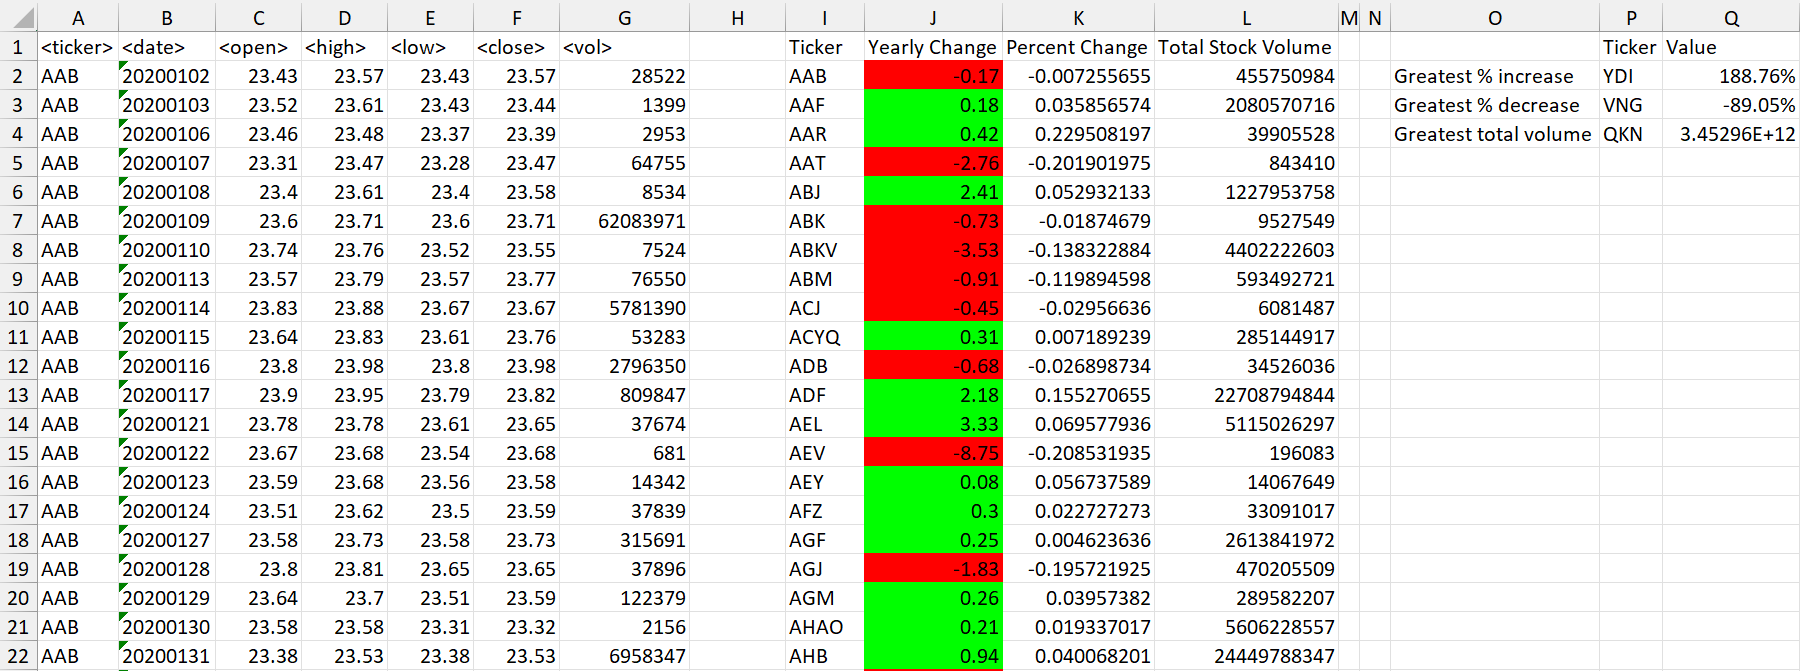 A B C D E F G H I J K L M N O P Q
1 <ticker> <date> <open> <high> <low> <close> <vol> Ticker Yearly Change Percent Change Total Stock Volume Ticker Value
2 AAB 20200102 23.43 23.57 23.43 23.57 28522 AAB -0.17 -0.007255655 455750984 Greatest % increase YDI 188.76%
3 AAB 20200103 23.52 23.61 23.43 23.44 1399 AAF 0.18 0.035856574 2080570716 Greatest % decrease VNG -89.05%
4 AAB 20200106 23.46 23.48 23.37 23.39 2953 AAR 0.42 0.229508197 39905528 Greatest total volume QKN 3.45296E+12
5 AAB 20200107 23.31 23.47 23.28 23.47 64755 AAT -2.76 -0.201901975 843410
6 AAB 20200108 23.4 23.61 23.4 23.58 8534 ABJ 2.41 0.052932133 1227953758
7 AAB 20200109 23.6 23.71 23.6 23.71 62083971 ABK -0.73 -0.01874679 9527549
8 AAB 20200110 23.74 23.76 23.52 23.55 7524 ABKV -3.53 -0.138322884 4402222603
9 AAB 20200113 23.57 23.79 23.57 23.77 76550 ABM -0.91 -0.119894598 593492721
10 AAB 20200114 23.83 23.88 23.67 23.67 5781390 ACJ -0.45 -0.02956636 6081487
11 AAB 20200115 23.64 23.83 23.61 23.76 53283 ACYQ 0.31 0.007189239 285144917
12 AAB 20200116 23.8 23.98 23.8 23.98 2796350 ADB -0.68 -0.026898734 34526036
13 AAB 20200117 23.9 23.95 23.79 23.82 809847 ADF 2.18 0.155270655 22708794844
14 AAB 20200121 23.78 23.78 23.61 23.65 37674 AEL 3.33 0.069577936 5115026297
15 AAB 20200122 23.67 23.68 23.54 23.68 681 AEV -8.75 -0.208531935 196083
16 AAB 20200123 23.59 23.68 23.56 23.58 14342 AEY 0.08 0.056737589 14067649
17 AAB 20200124 23.51 23.62 23.5 23.59 37839 AFZ 0.3 0.022727273 33091017
18 AAB 20200127 23.58 23.73 23.58 23.73 315691 AGF 0.25 0.004623636 2613841972
19 AAB 20200128 23.8 23.81 23.65 23.65 37896 AGJ -1.83 -0.195721925 470205509
20 AAB 20200129 23.64 23.7 23.51 23.59 122379 AGM 0.26 0.03957382 289582207
21 AAB 20200130 23.58 23.58 23.31 23.32 2156 AHAO 0.21 0.019337017 5606228557
22 AAB 20200131 23.38 23.53 23.38 23.53 6958347 AHB 0.94 0.040068201 24449788347